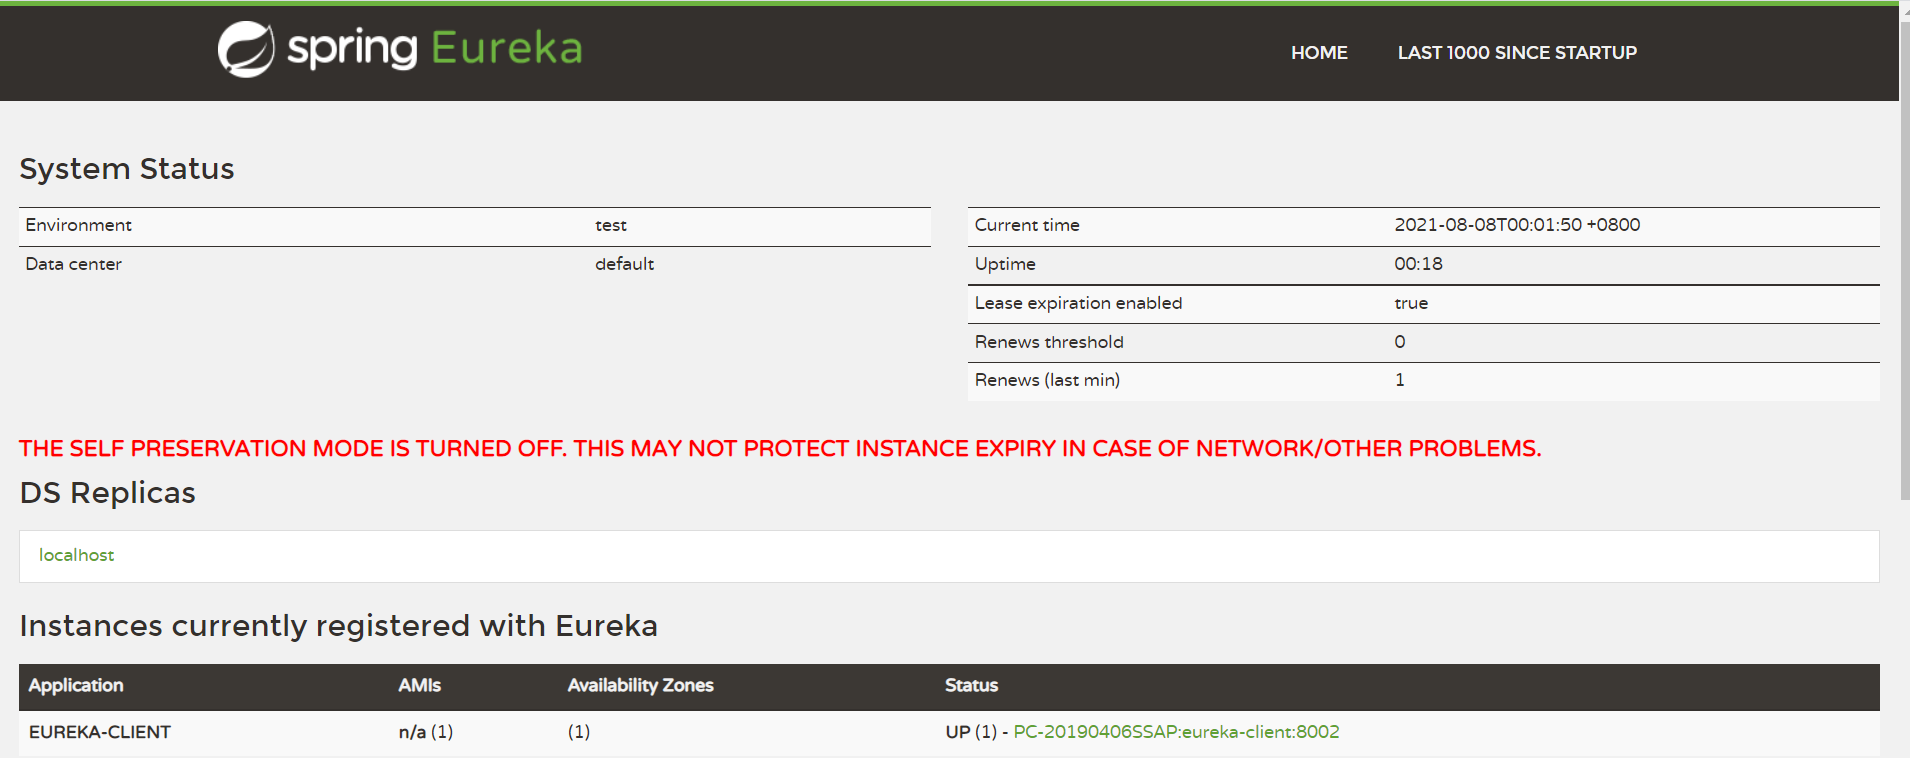 spring Eureka
HOME LAST 1000 SINCE STARTUP
System Status
Environment test
Data center default
Current time 2021-08-08T00:01:50 +0800
Uptime 00:18
Lease expiration enabled true
Renews threshold 0
Renews (last min) 1
THE SELF PRESERVATION MODE IS TURNED OFF. THIS MAY NOT PROTECT INSTANCE EXPIRY IN CASE OF NETWORK/OTHER PROBLEMS.
DS Replicas
localhost
Instances currently registered with Eureka
Application AMIs Availability Zones Status
EUREKA-CLIENT n/a (1) (1) UP (1) - PC-20190406SSAP:eureka-client:8002